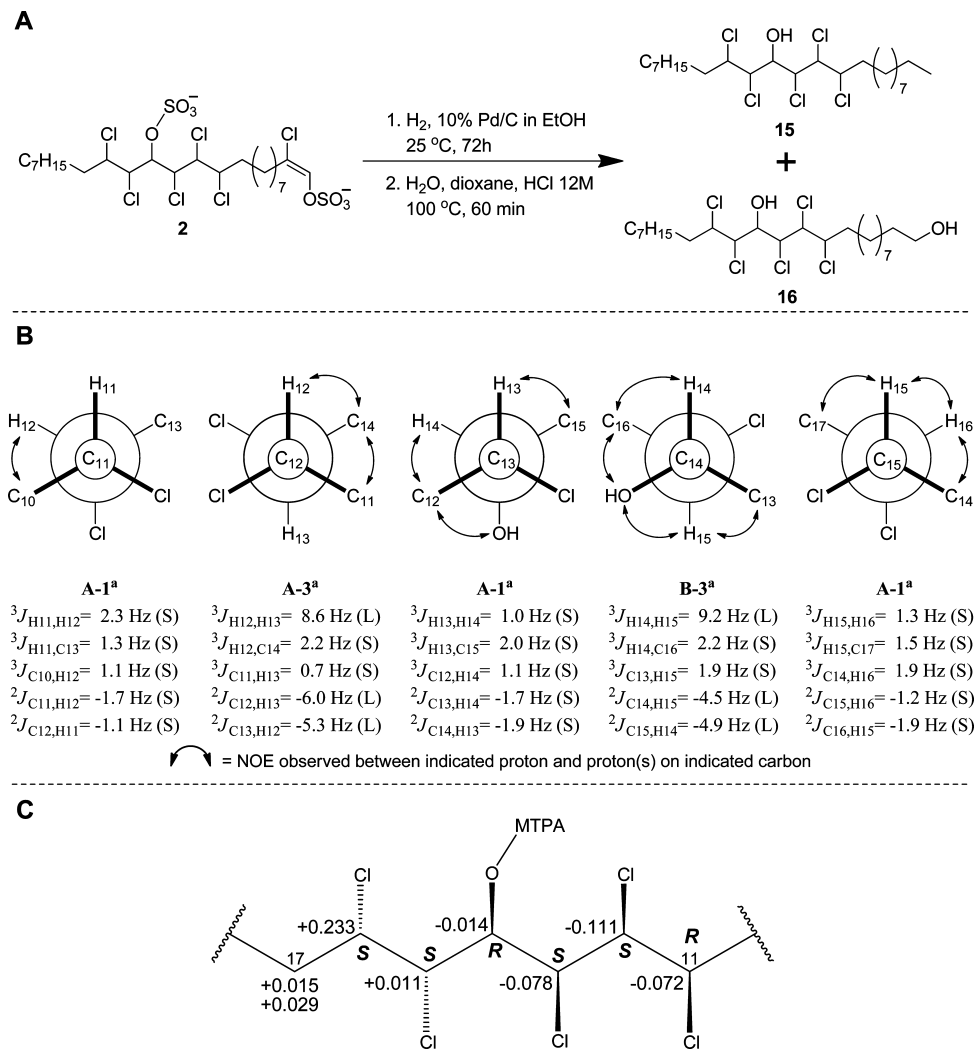 A
SO3–
Cl O Cl Cl
C7H15 7
Cl Cl Cl OSO3–
2
1. H2, 10% Pd/C in EtOH
25 °C, 72h
2. H2O, dioxane, HCl 12M
100 °C, 60 min
Cl OH Cl
C7H15 7
Cl Cl Cl
15
+
Cl OH Cl
C7H15 7 OH
Cl Cl Cl
16
B
H11
H12 C13
C11
C10 Cl
Cl
H12
Cl C14
C12
Cl C11
H13
H13
H14 C15
C13
C12 Cl
OH
H14
C16 Cl
C14
HO C13
H15
H15
C17 H16
C15
Cl C14
Cl
A-1a
3JH11,H12= 2.3 Hz (S)
3JH11,C13= 1.3 Hz (S)
3JC10,H12= 1.1 Hz (S)
2JC11,H12= -1.7 Hz (S)
2JC12,H11= -1.1 Hz (S)
A-3a
3JH12,H13= 8.6 Hz (L)
3JH12,C14= 2.2 Hz (S)
3JC11,H13= 0.7 Hz (S)
2JC12,H13= -6.0 Hz (L)
2JC13,H12= -5.3 Hz (L)
A-1a
3JH13,H14= 1.0 Hz (S)
3JH13,C15= 2.0 Hz (S)
3JC12,H14= 1.1 Hz (S)
2JC13,H14= -1.7 Hz (S)
2JC14,H13= -1.9 Hz (S)
B-3a
3JH14,H15= 9.2 Hz (L)
3JH14,C16= 2.2 Hz (S)
3JC13,H15= 1.9 Hz (S)
2JC14,H15= -4.5 Hz (L)
2JC15,H14= -4.9 Hz (L)
A-1a
3JH15,H16= 1.3 Hz (S)
3JH15,C17= 1.5 Hz (S)
3JC14,H16= 1.9 Hz (S)
2JC15,H16= -1.2 Hz (S)
2JC16,H15= -1.9 Hz (S)
= NOE observed between indicated proton and proton(s) on indicated carbon
C
MTPA
Cl O Cl
+0.233 -0.014 -0.111
17 S S R S S R 11
+0.015 +0.011 -0.078 -0.072
+0.029
Cl Cl Cl